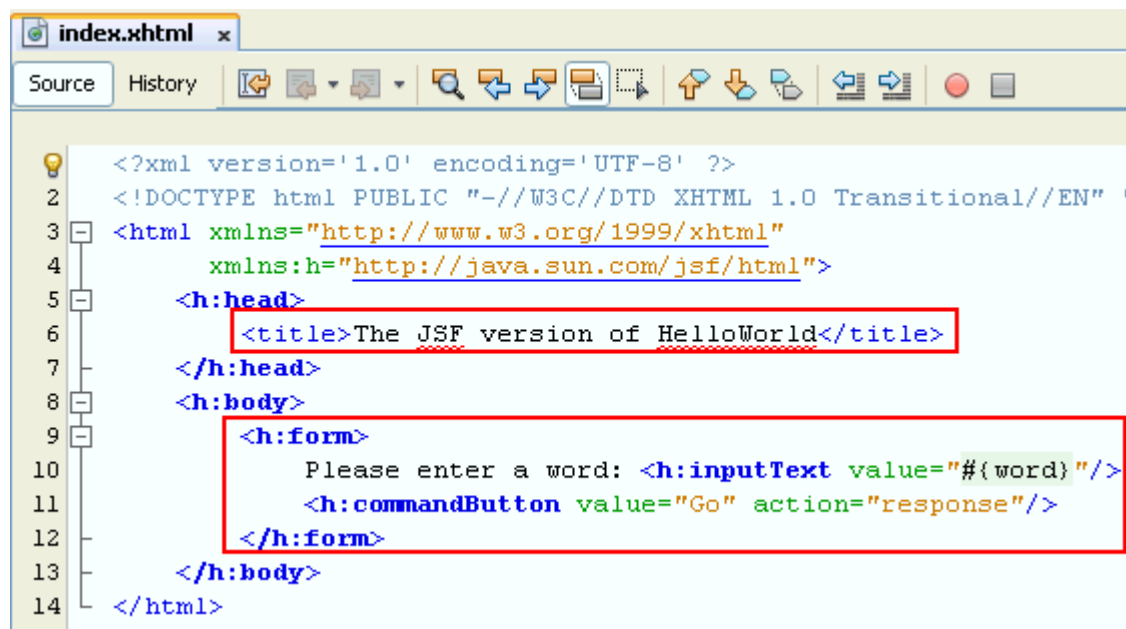 index.xhtml x
Source History
<?xml version='1.0' encoding='UTF-8' ?>
2 <!DOCTYPE html PUBLIC "-//W3C//DTD XHTML 1.0 Transitional//EN" "
3 <html xmlns="http://www.w3.org/1999/xhtml"
4 xmlns:h="http://java.sun.com/jsf/html">
5 <h:head>
6 <title>The JSF version of HelloWorld</title>
7 </h:head>
8 <h:body>
9 <h:form>
10 Please enter a word: <h:inputText value="#{word}"/>
11 <h:commandButton value="Go" action="response"/>
12 </h:form>
13 </h:body>
14 </html>